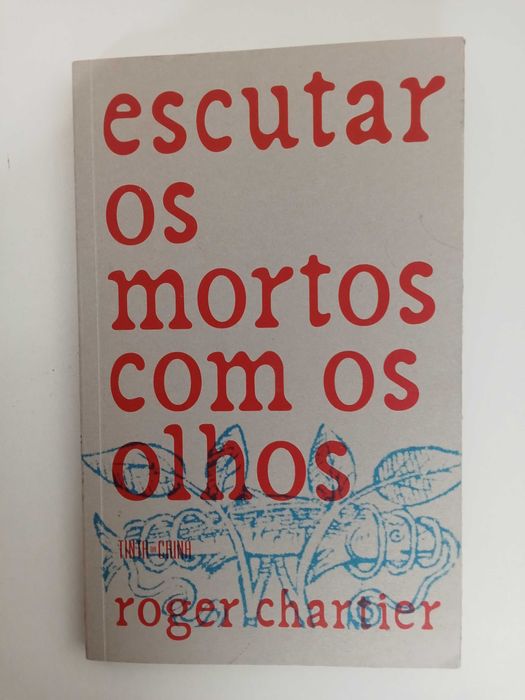 escutar
os
mortos
com os
olhos
TINTA DA CHINA
roger chartier